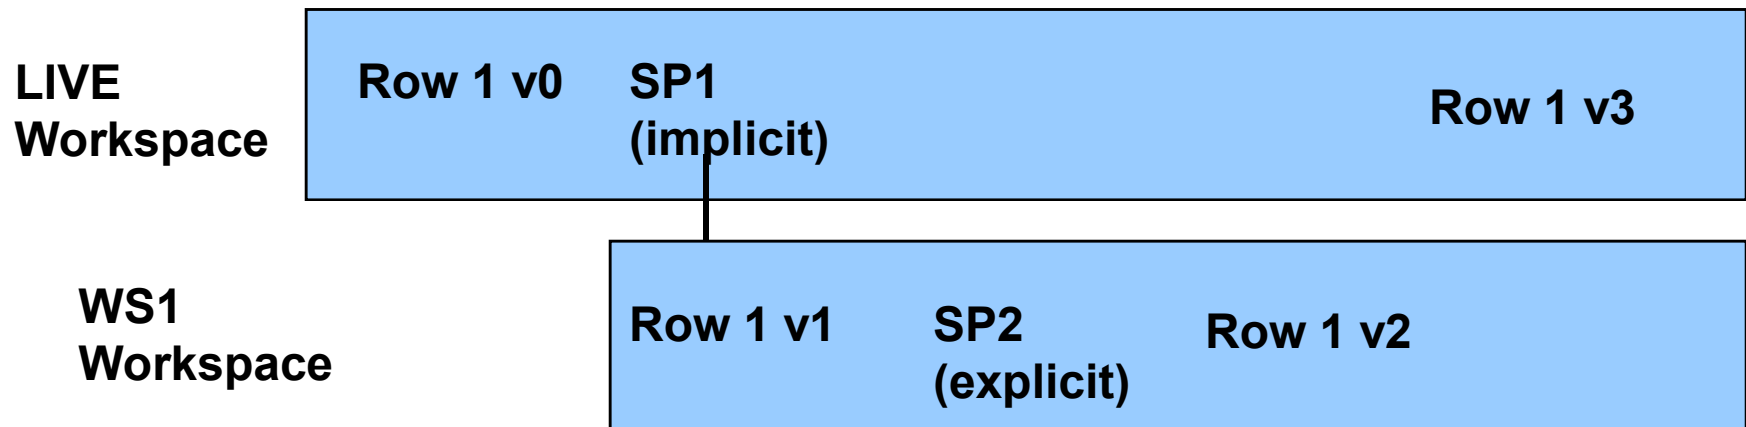 LIVE
Workspace
Row 1 v0
SP1
(implicit)
Row 1 v3
WS1
Workspace
Row 1 v1
SP2
(explicit)
Row 1 v2